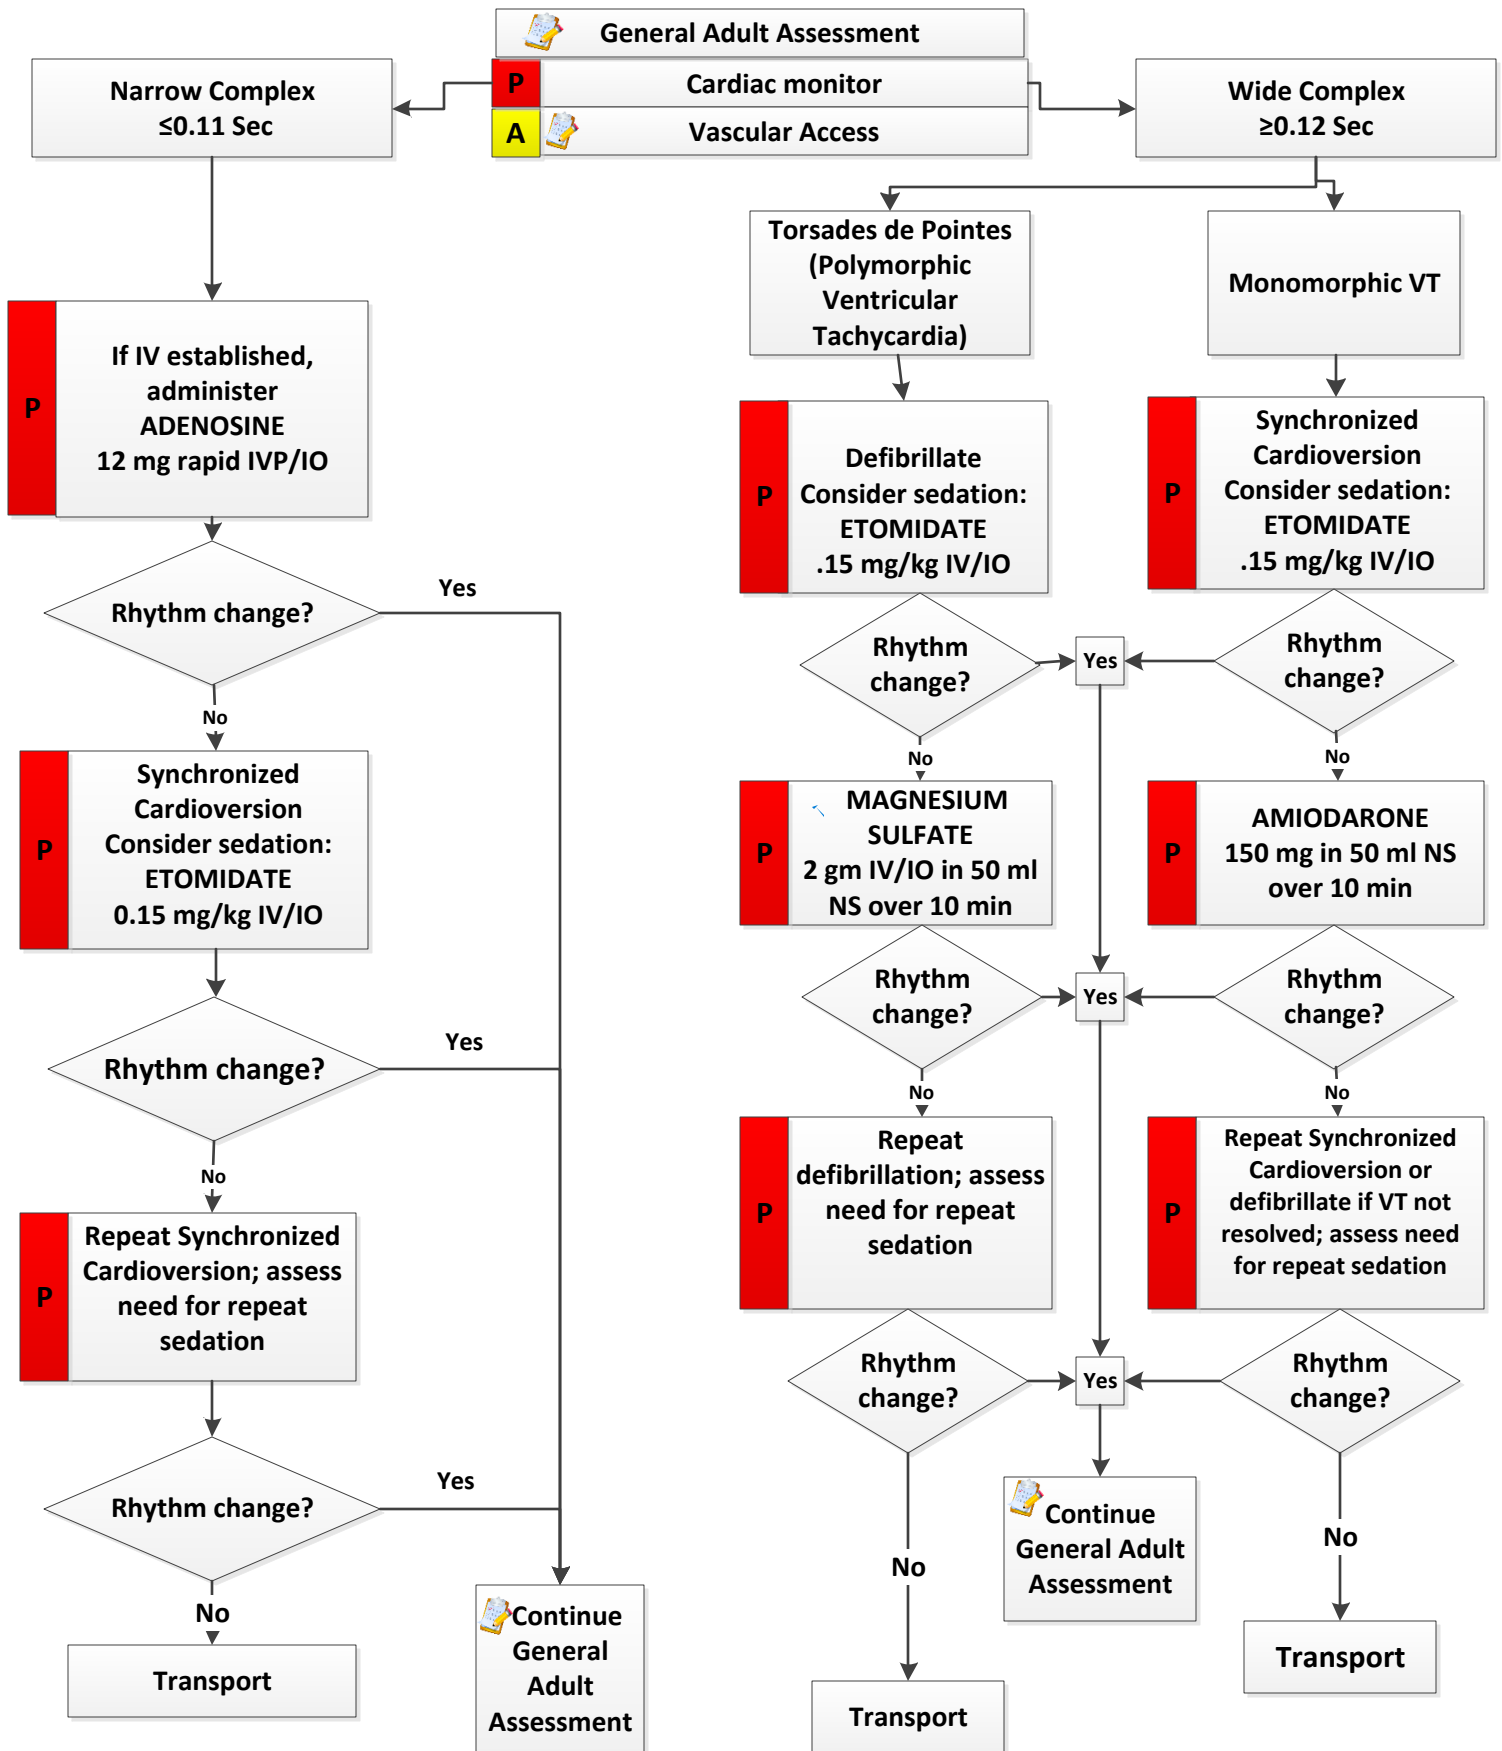 General Adult Assessment
P
Cardiac monitor
A
Vascular Access
Narrow Complex
≤0.11 Sec
Wide Complex
≥0.12 Sec
P
If IV established,
administer
ADENOSINE
12 mg rapid IVP/IO
Rhythm change?
Yes
No
P
Synchronized
Cardioversion
Consider sedation:
ETOMIDATE
0.15 mg/kg IV/IO
Rhythm change?
Yes
No
P
Repeat Synchronized
Cardioversion; assess
need for repeat
sedation
Rhythm change?
Yes
No
Transport
Continue
General
Adult
Assessment
Torsades de Pointes
(Polymorphic
Ventricular
Tachycardia)
P
Defibrillate
Consider sedation:
ETOMIDATE
.15 mg/kg IV/IO
Rhythm
change?
Yes
No
P
MAGNESIUM
SULFATE
2 gm IV/IO in 50 ml
NS over 10 min
Rhythm
change?
Yes
No
P
Repeat
defibrillation; assess
need for repeat
sedation
Rhythm
change?
Yes
No
Transport
Continue
General Adult
Assessment
Monomorphic VT
P
Synchronized
Cardioversion
Consider sedation:
ETOMIDATE
.15 mg/kg IV/IO
Rhythm
change?
No
P
AMIODARONE
150 mg in 50 ml NS
over 10 min
Rhythm
change?
No
P
Repeat Synchronized
Cardioversion or
defibrillate if VT not
resolved; assess need
for repeat sedation
Rhythm
change?
No
Transport